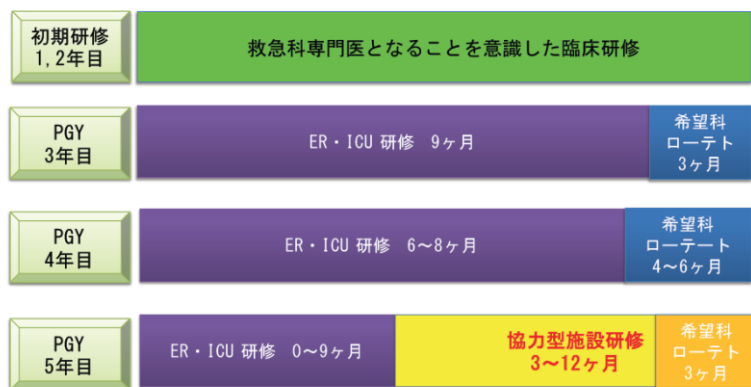 初期研修
1,2年目
救急科専門医となることを意識した臨床研修
PGY
3年目
ER・ICU 研修 9ヶ月
希望科
ローテト
3ヶ月
PGY
4年目
ER・ICU 研修 6～8ヶ月
希望科
ローテート
4～6ヶ月
PGY
5年目
ER・ICU 研修 0～9ヶ月
協力型施設研修
3～12ヶ月
希望科
ローテト
3ヶ月